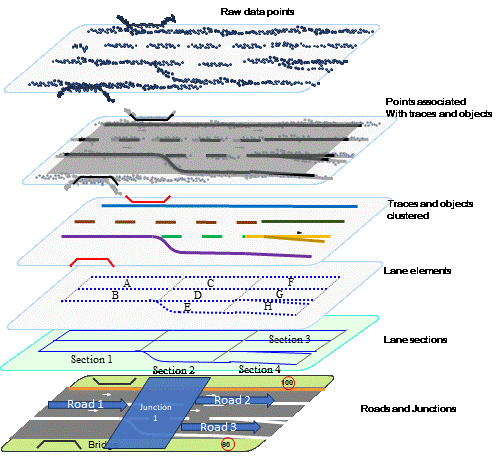 Raw data points
Points associated
With traces and objects
Traces and objects
clustered
Lane elements
A
C
F
B
D
G
E
H
Lane sections
Section 3
Section 1
Section 2
Section 4
100
Road 1
Junction
1
Road 2
Roads and Junctions
Road 3
Bridge
60